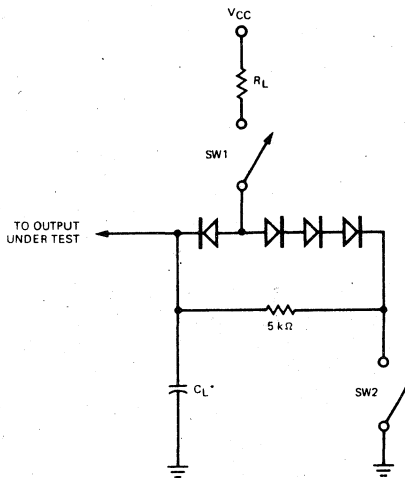 VCC
RL
SW1
TO OUTPUT
UNDER TEST
5 kΩ
CL*
SW2